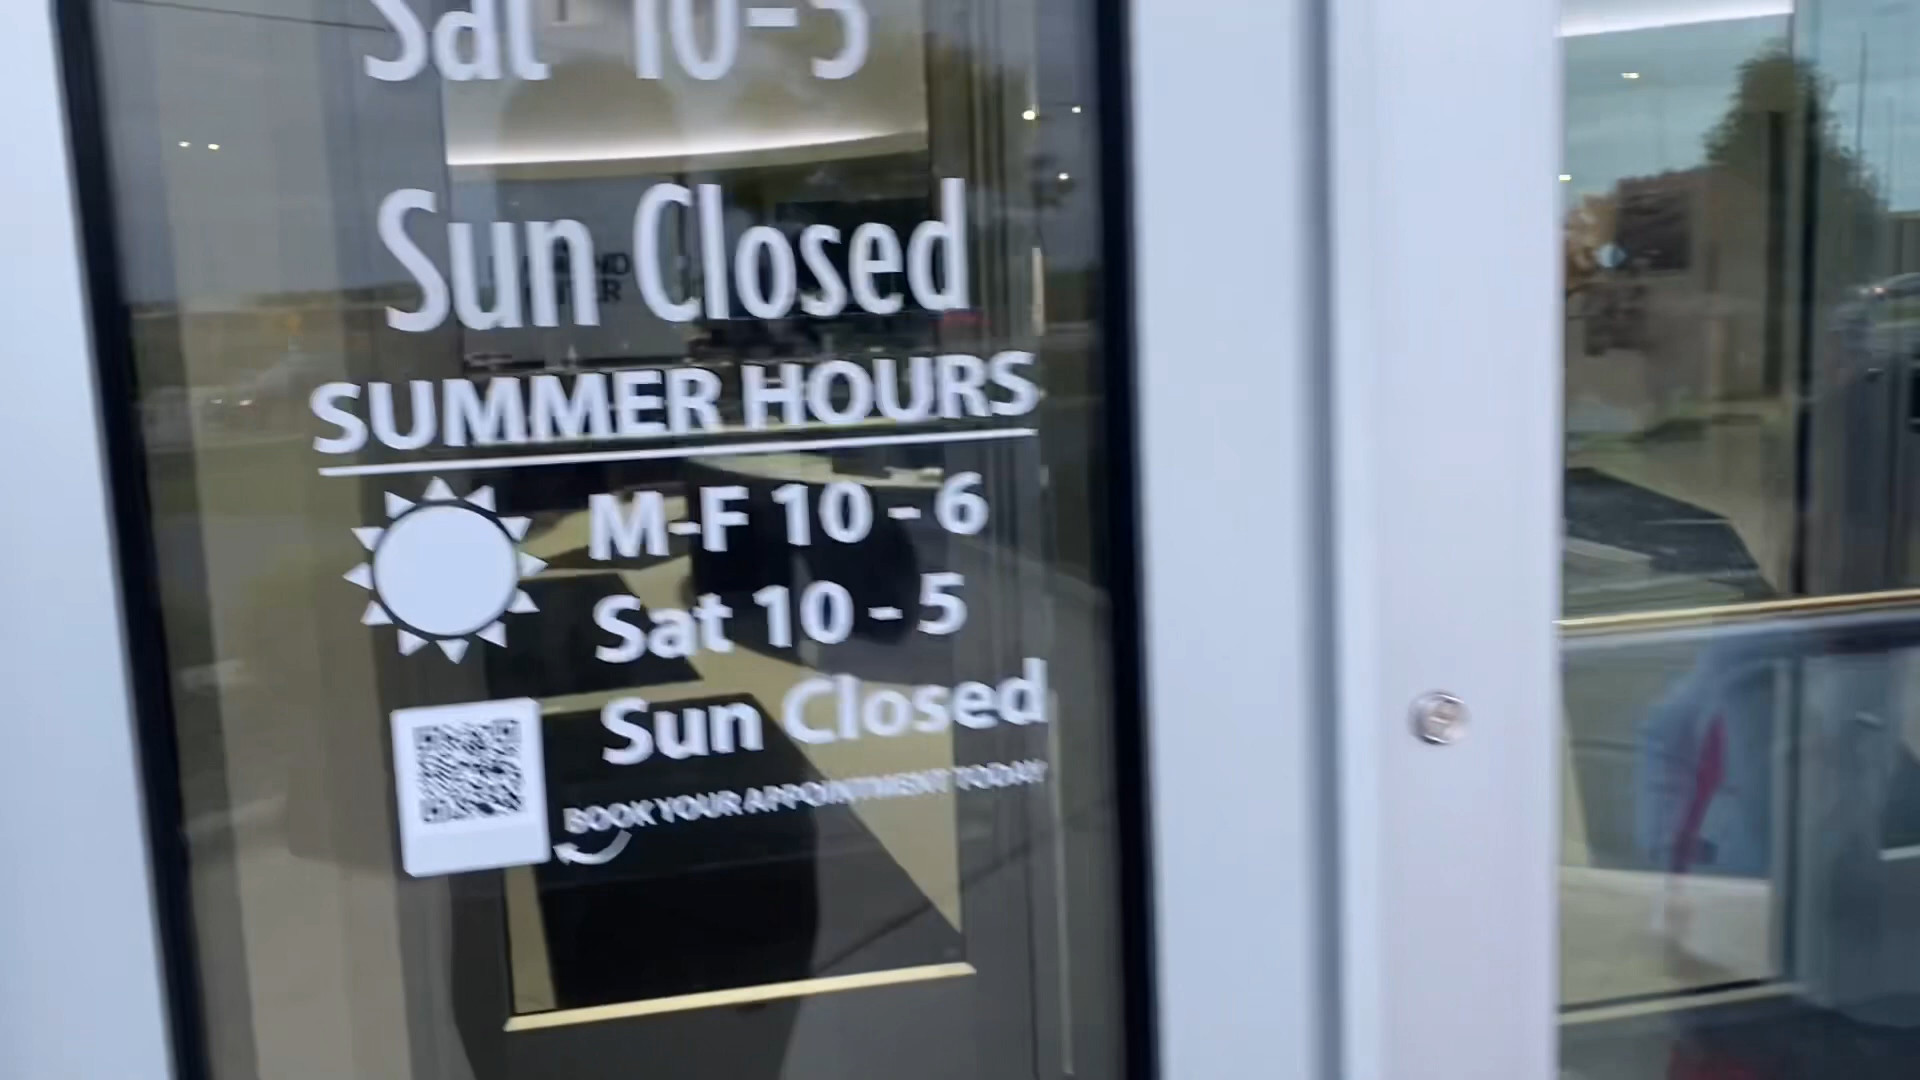 Sat 10-5
Sun Closed
SUMMER HOURS
M-F 10 - 6
Sat 10 - 5
Sun Closed
BOOK YOUR APPOINTMENT TODAY